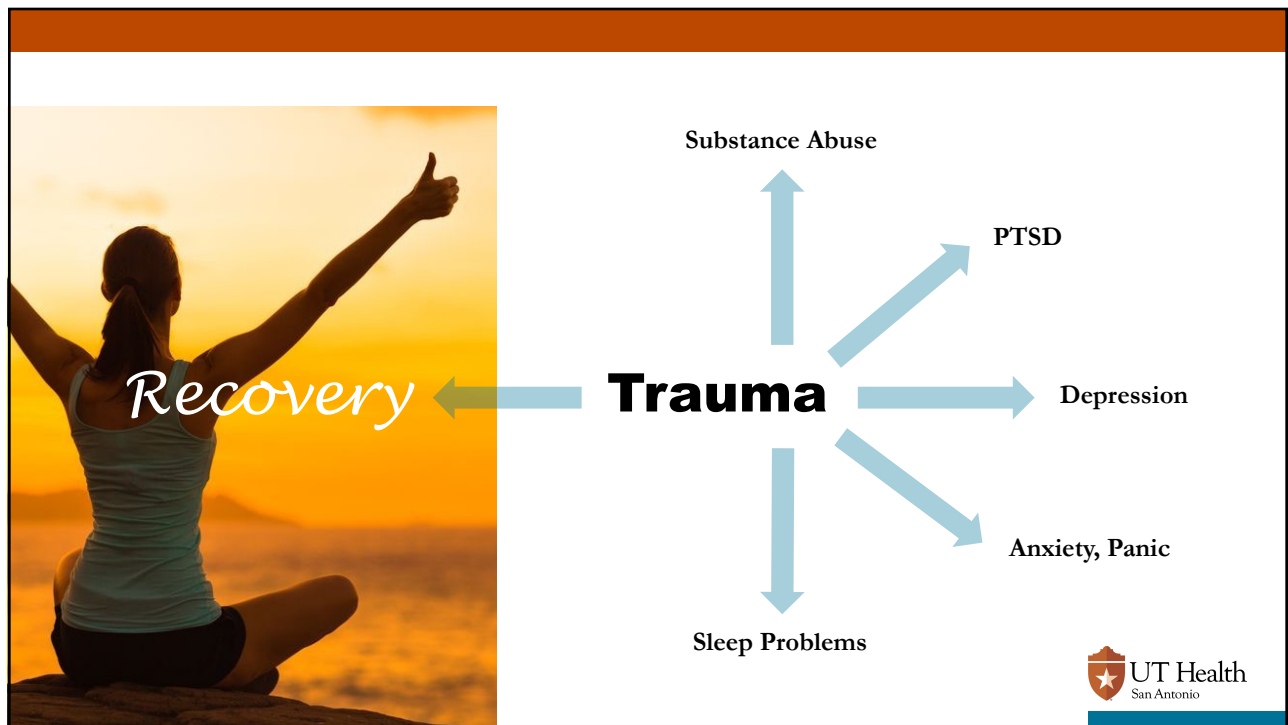 Substance Abuse
PTSD
Recovery
Trauma
Depression
Anxiety, Panic
Sleep Problems
UT Health
San Antonio